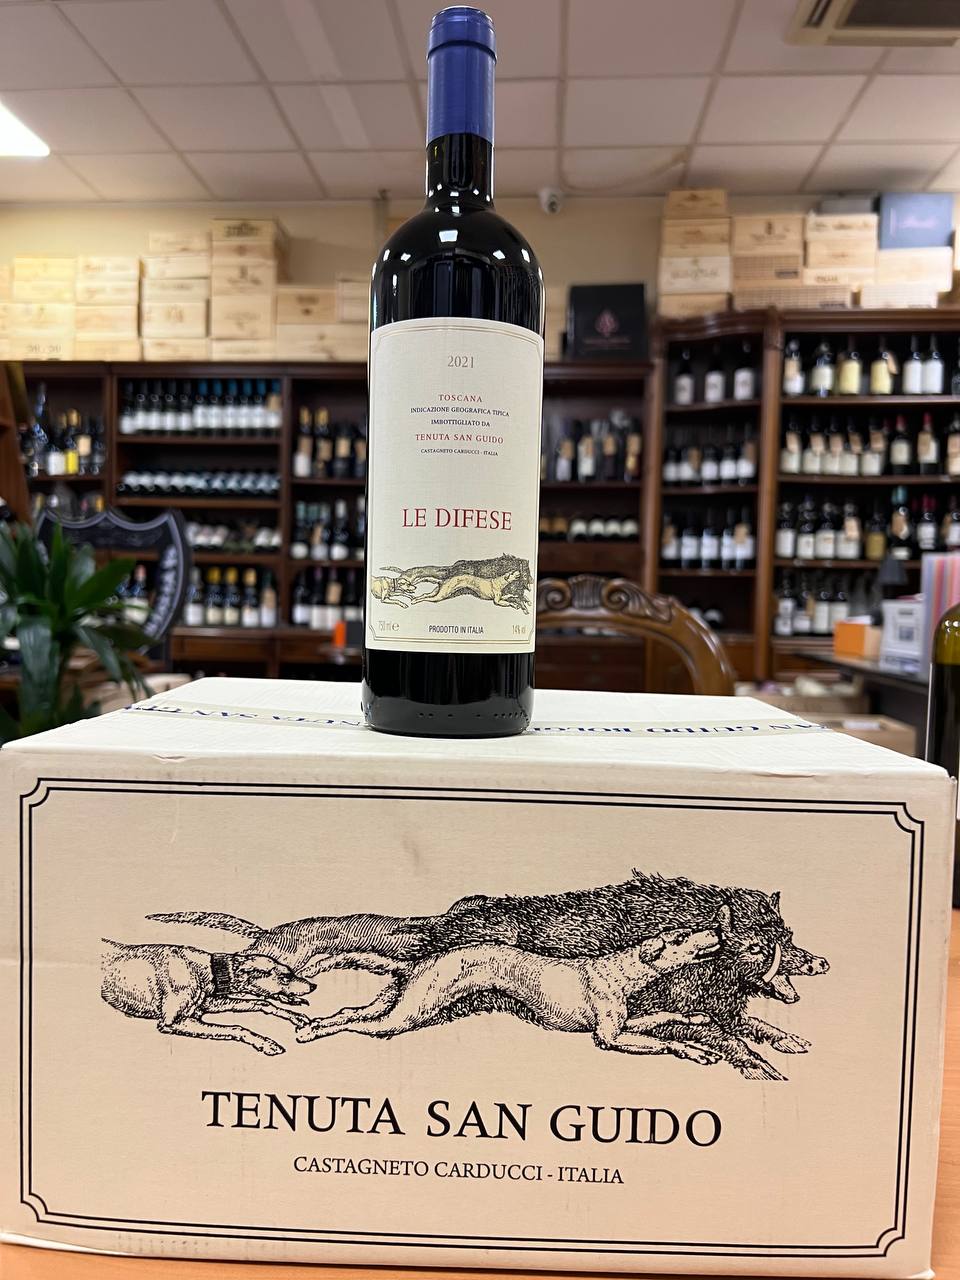 2021
TOSCANA
INDICAZIONE GEOGRAFICA TIPICA
IMBOTTIGLIATO DA
TENUTA SAN GUIDO
CASTAGNETO CARDUCCI - ITALIA
LE DIFESE
750 ml e PRODOTTO IN ITALIA 14% vol
TENUTA SAN GUIDO
CASTAGNETO CARDUCCI - ITALIA